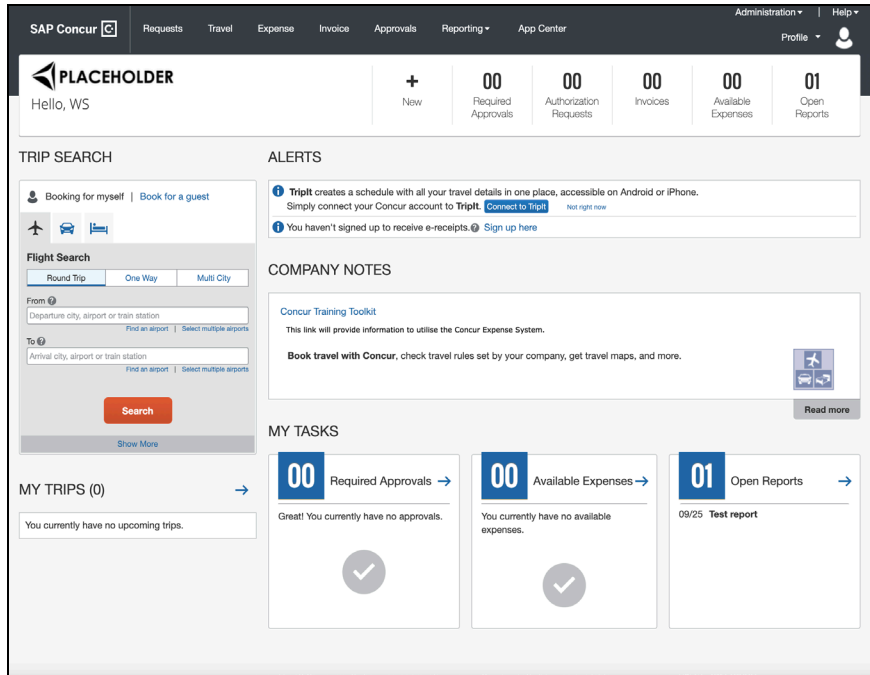 Administration | Help
SAP Concur C Requests Travel Expense Invoice Approvals Reporting App Center
Profile
PLACEHOLDER
Hello, WS
+ New
00 Required Approvals
00 Authorization Requests
00 Invoices
00 Available Expenses
01 Open Reports
TRIP SEARCH
Booking for myself | Book for a guest
Flight Search
Round Trip One Way Multi City
From ?
Departure city, airport or train station
Find an airport | Select multiple airports
To ?
Arrival city, airport or train station
Find an airport | Select multiple airports
Search
Show More
MY TRIPS (0)
You currently have no upcoming trips.
ALERTS
i TripIt creates a schedule with all your travel details in one place, accessible on Android or iPhone.
Simply connect your Concur account to TripIt. Connect to TripIt Not right now
i You haven't signed up to receive e-receipts.? Sign up here
COMPANY NOTES
Concur Training Toolkit
This link will provide information to utilise the Concur Expense System.
Book travel with Concur, check travel rules set by your company, get travel maps, and more.
Read more
MY TASKS
00 Required Approvals
Great! You currently have no approvals.
00 Available Expenses
You currently have no available
expenses.
01 Open Reports
09/25 Test report